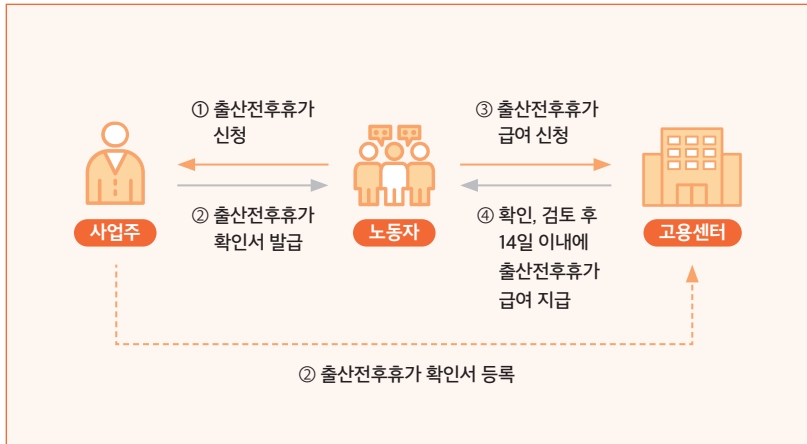 ① 출산전후휴가
신청
③ 출산전후휴가
급여 신청
② 출산전후휴가
확인서 발급
④ 확인, 검토 후
14일 이내에
출산전후휴가
급여 지급
사업주
노동자
고용센터
② 출산전후휴가 확인서 등록